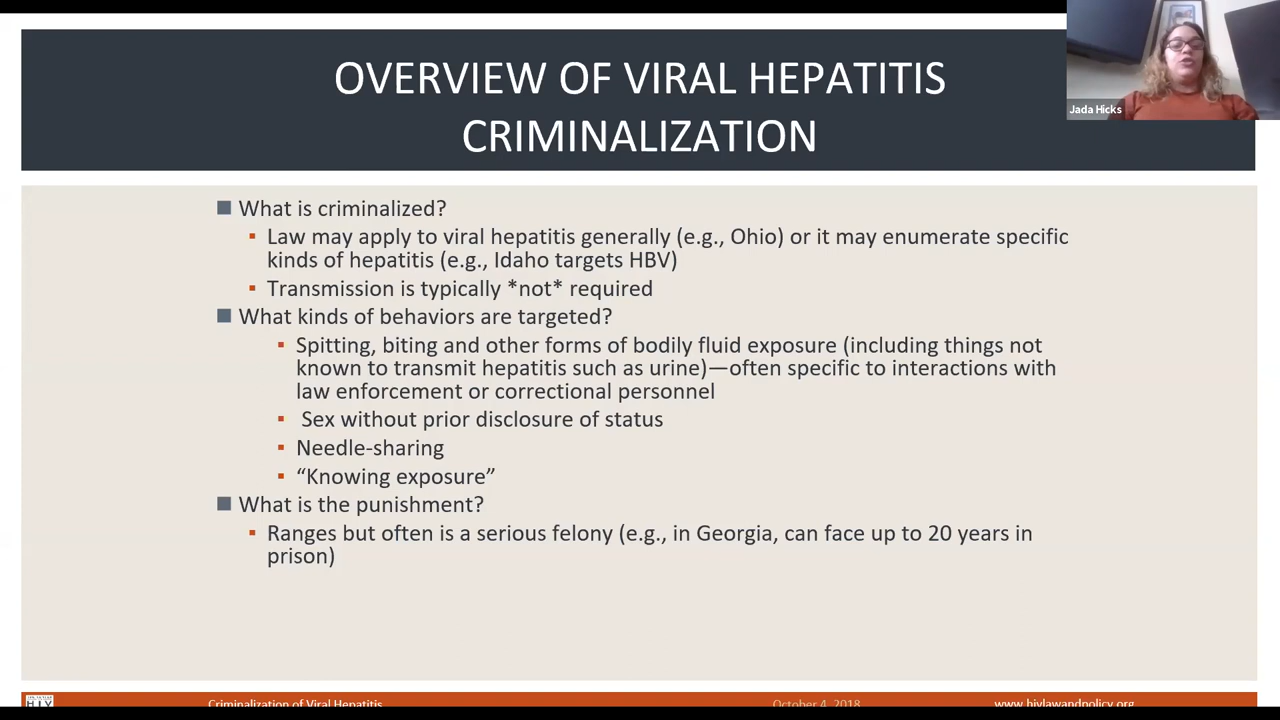 OVERVIEW OF VIRAL HEPATITIS
CRIMINALIZATION
Jada Hicks
What is criminalized?
Law may apply to viral hepatitis generally (e.g., Ohio) or it may enumerate specific
kinds of hepatitis (e.g., Idaho targets HBV)
Transmission is typically *not* required
What kinds of behaviors are targeted?
Spitting, biting and other forms of bodily fluid exposure (including things not
known to transmit hepatitis such as urine)—often specific to interactions with
law enforcement or correctional personnel
Sex without prior disclosure of status
Needle-sharing
“Knowing exposure”
What is the punishment?
Ranges but often is a serious felony (e.g., in Georgia, can face up to 20 years in
prison)
Criminalization of Viral Hepatitis
October 4, 2018
www.hivlawandpolicy.org